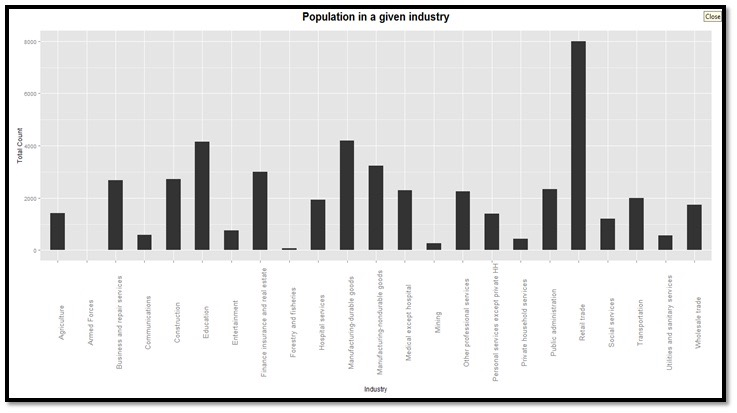 Population in a given industry
Close
Total Count
8000
6000
4000
2000
0
Agriculture
Armed Forces
Business and repair services
Communications
Construction
Education
Entertainment
Finance insurance and real estate
Forestry and fisheries
Hospital services
Manufacturing-durable goods
Manufacturing-nondurable goods
Medical except hospital
Mining
Other professional services
Personal services except private HH
Private household services
Public administration
Retail trade
Social services
Transportation
Utilities and sanitary services
Wholesale trade
Industry